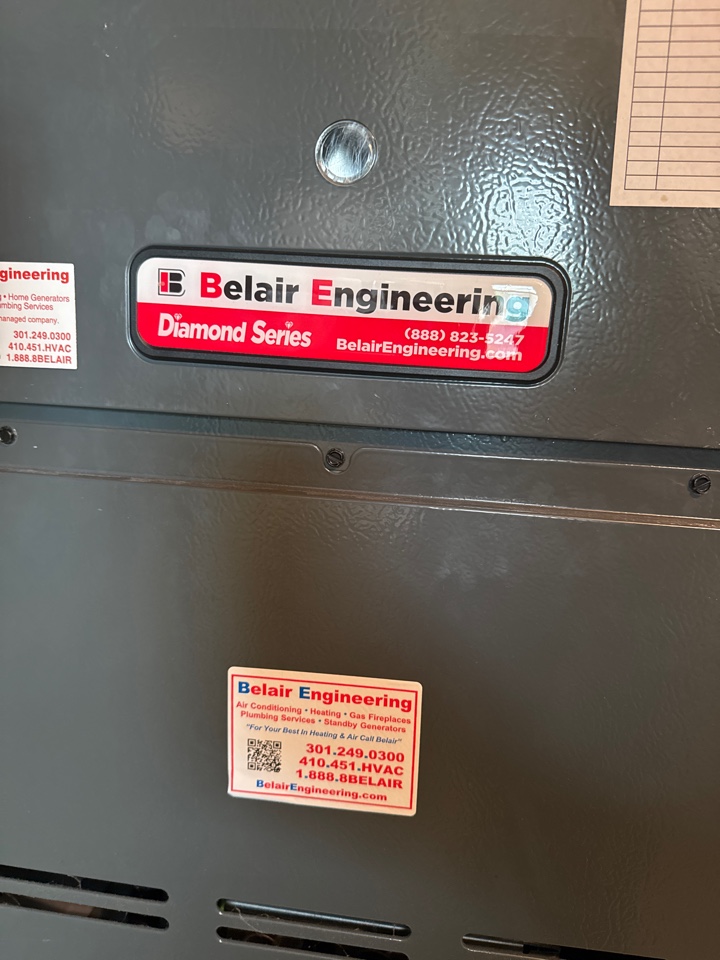 B Belair Engineering
Diamond Series
(888) 823-5247
BelairEngineering.com
gineering
• Home Generators
mbing Services
managed company.
301.249.0300
410.451.HVAC
1.888.8BELAIR
Belair Engineering
Air Conditioning • Heating • Gas Fireplaces
Plumbing Services • Standby Generators
"For Your Best In Heating & Air Call Belair"
301.249.0300
410.451.HVAC
1.888.8BELAIR
BelairEngineering.com